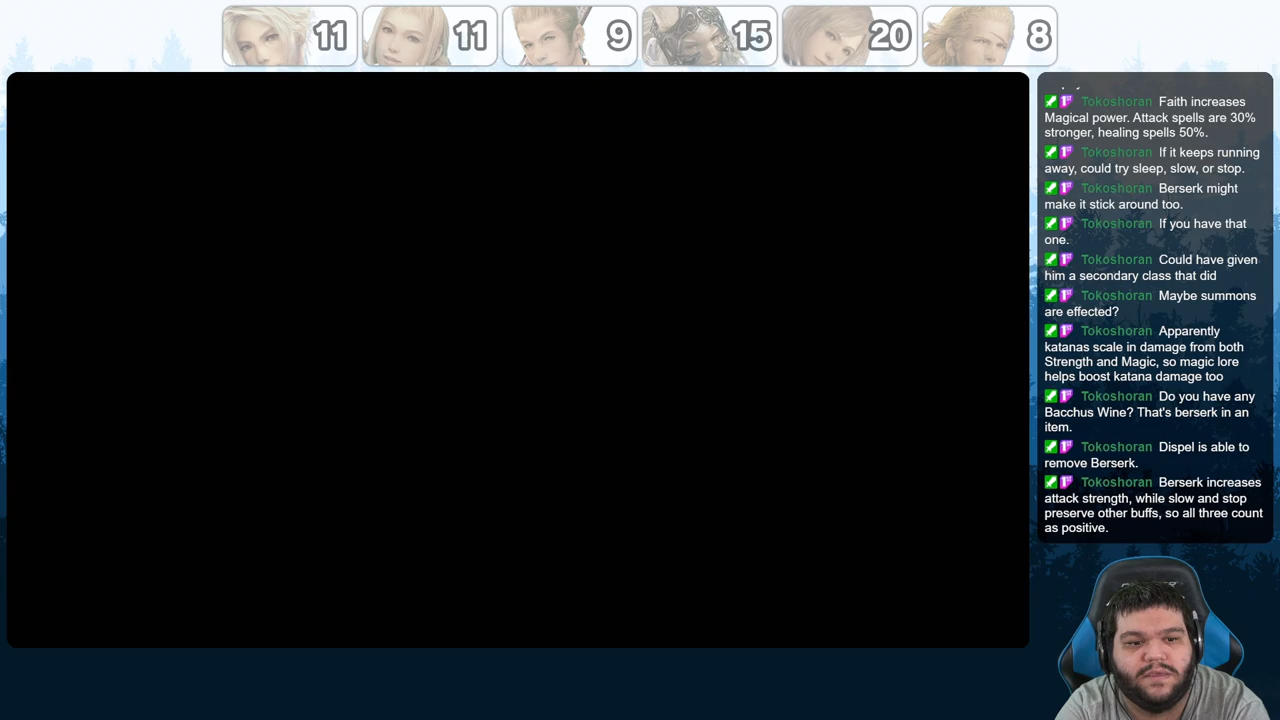 11
11
9
15
20
8
Tokoshoran Faith increases
Magical power. Attack spells are 30%
stronger, healing spells 50%.
Tokoshoran If it keeps running
away, could try sleep, slow, or stop.
Tokoshoran Berserk might
make it stick around too.
Tokoshoran If you have that
one.
Tokoshoran Could have given
him a secondary class that did
Tokoshoran Maybe summons
are effected?
Tokoshoran Apparently
katanas scale in damage from both
Strength and Magic, so magic lore
helps boost katana damage too
Tokoshoran Do you have any
Bacchus Wine? That's berserk in an
item.
Tokoshoran Dispel is able to
remove Berserk.
Tokoshoran Berserk increases
attack strength, while slow and stop
preserve other buffs, so all three count
as positive.